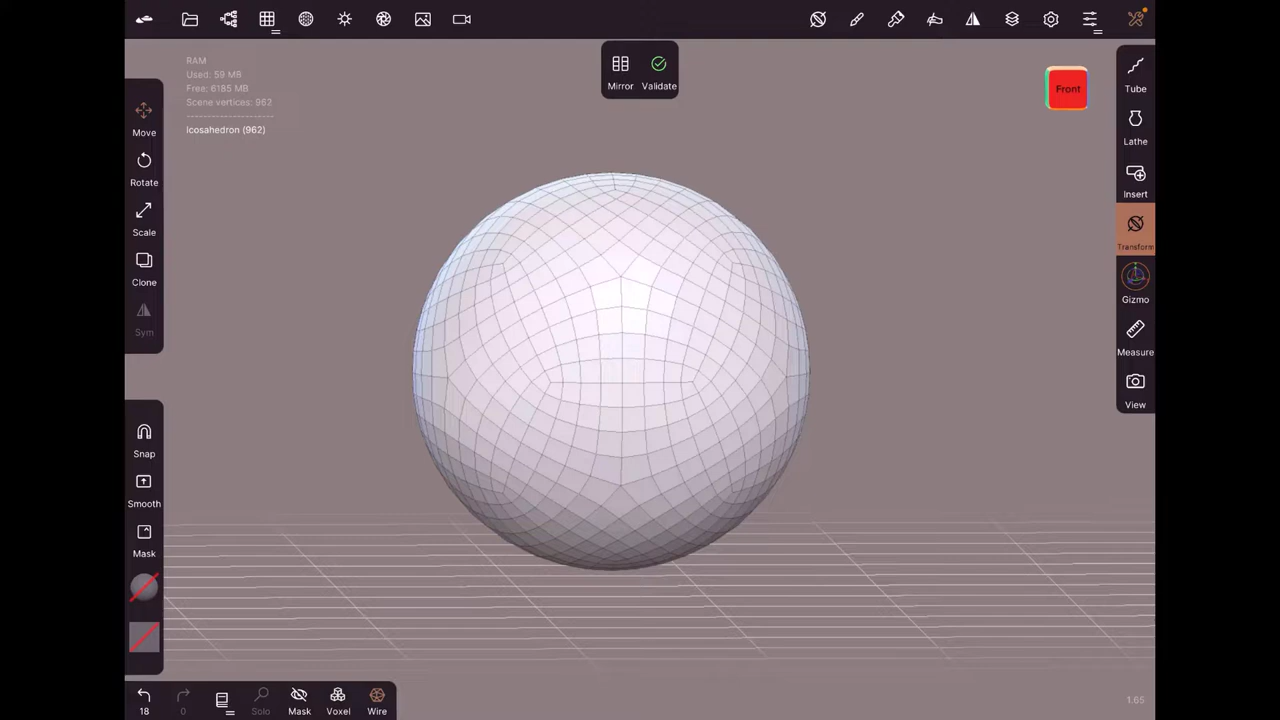 RAM
Used: 59 MB
Free: 6185 MB
Scene vertices: 962
Icosahedron (962)
Mirror
Validate
Front
Move
Rotate
Scale
Clone
Sym
Snap
Smooth
Mask
Tube
Lathe
Insert
Transform
Gizmo
Measure
View
18
0
Solo
Mask
Voxel
Wire
1.65